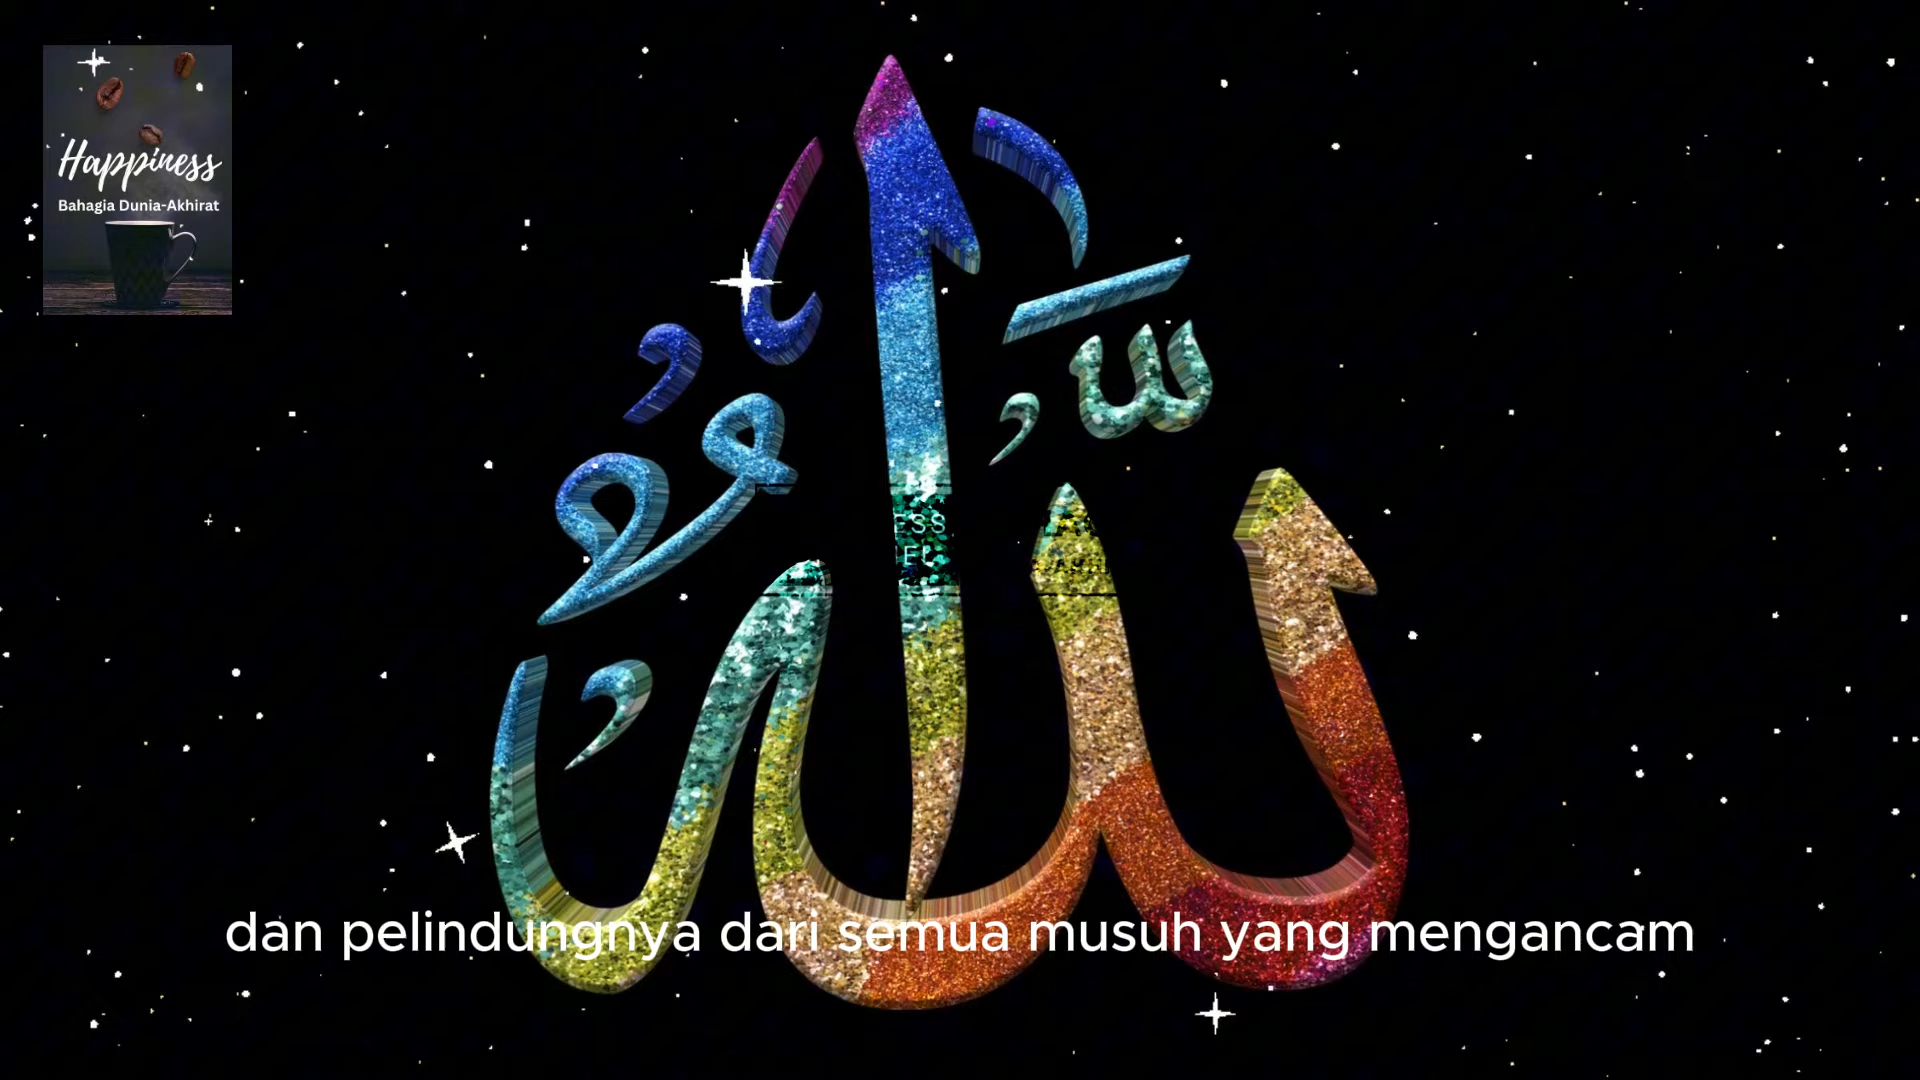 Happiness
Bahagia Dunia-Akhirat
الله
dan pelindungnya dari semua musuh yang mengancam